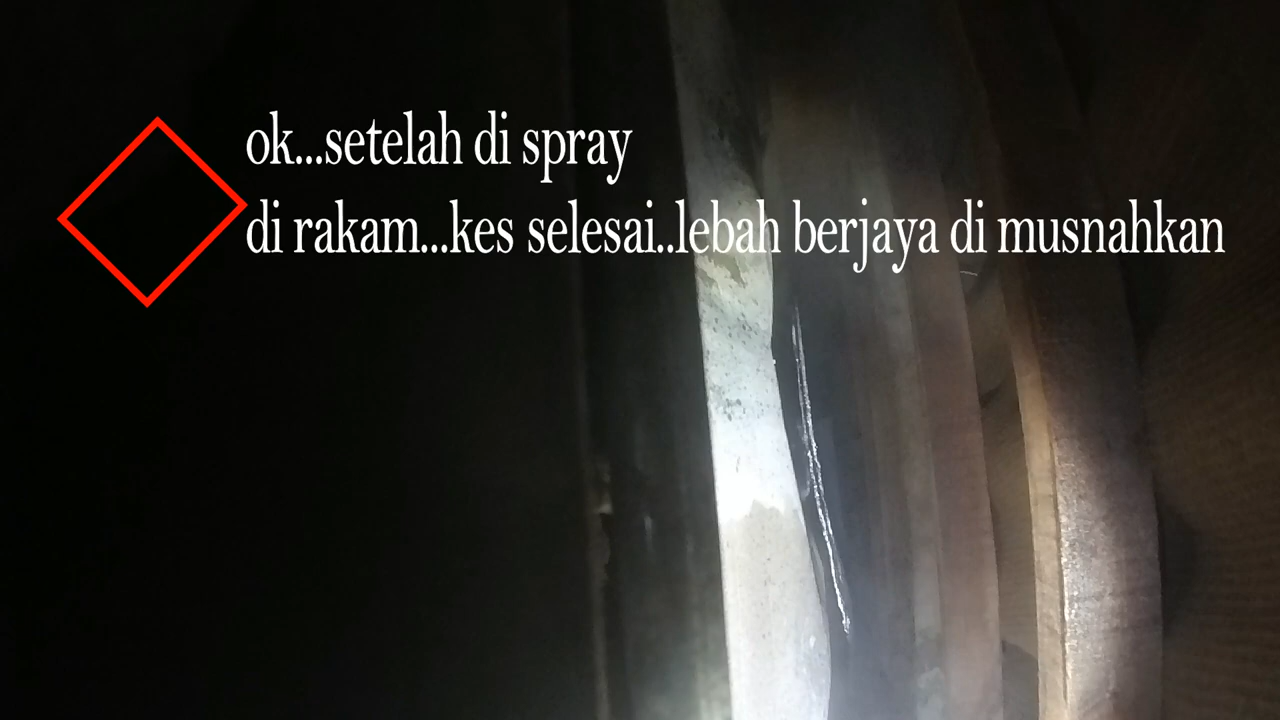 ok...setelah di spray
di rakam...kes selesai..lebah berjaya di musnahkan